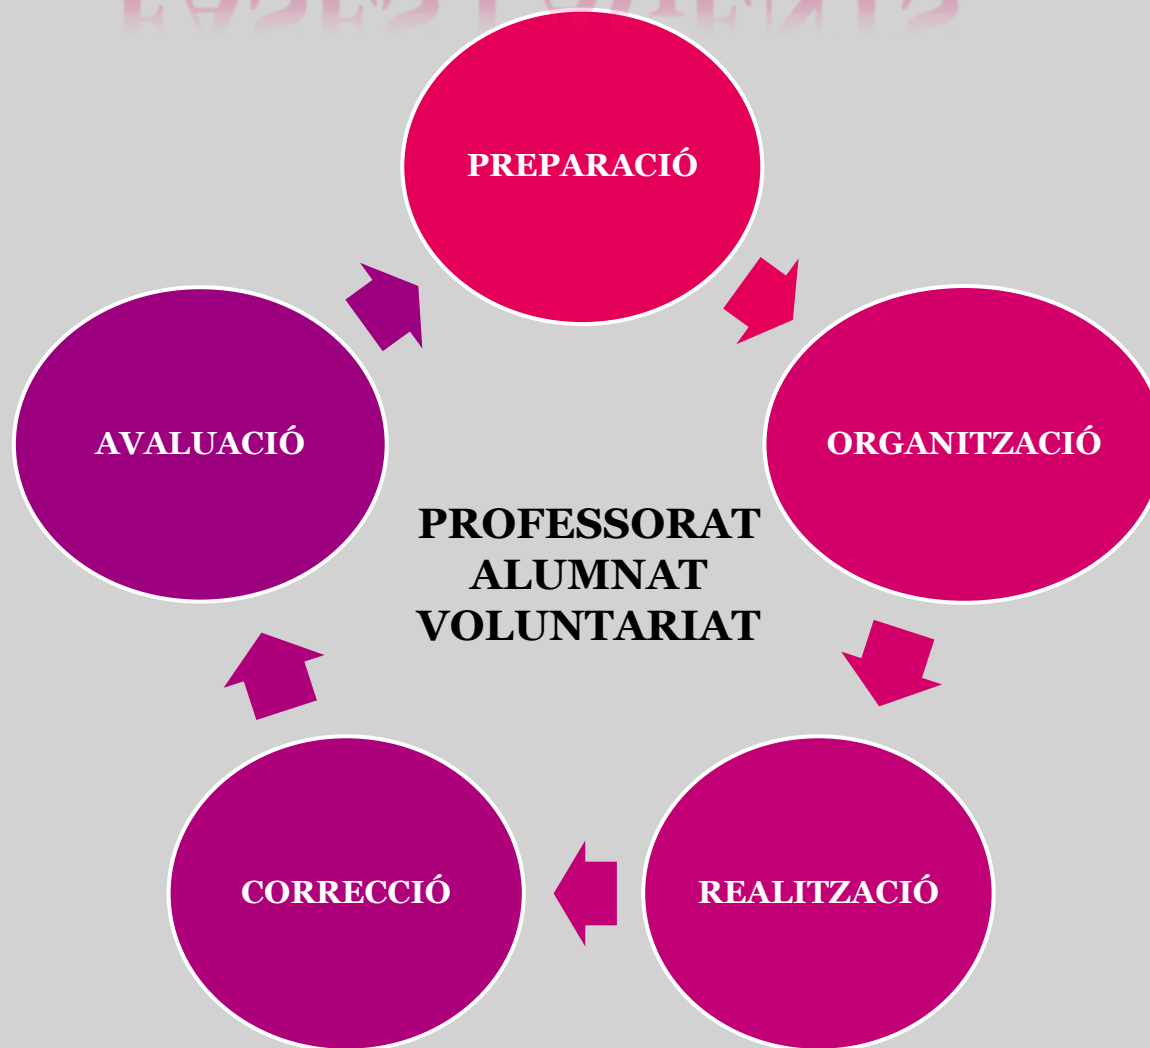 PREPARACIÓ
ORGANITZACIÓ
REALITZACIÓ
CORRECCIÓ
AVALUACIÓ
PROFESSORAT
ALUMNAT
VOLUNTARIAT